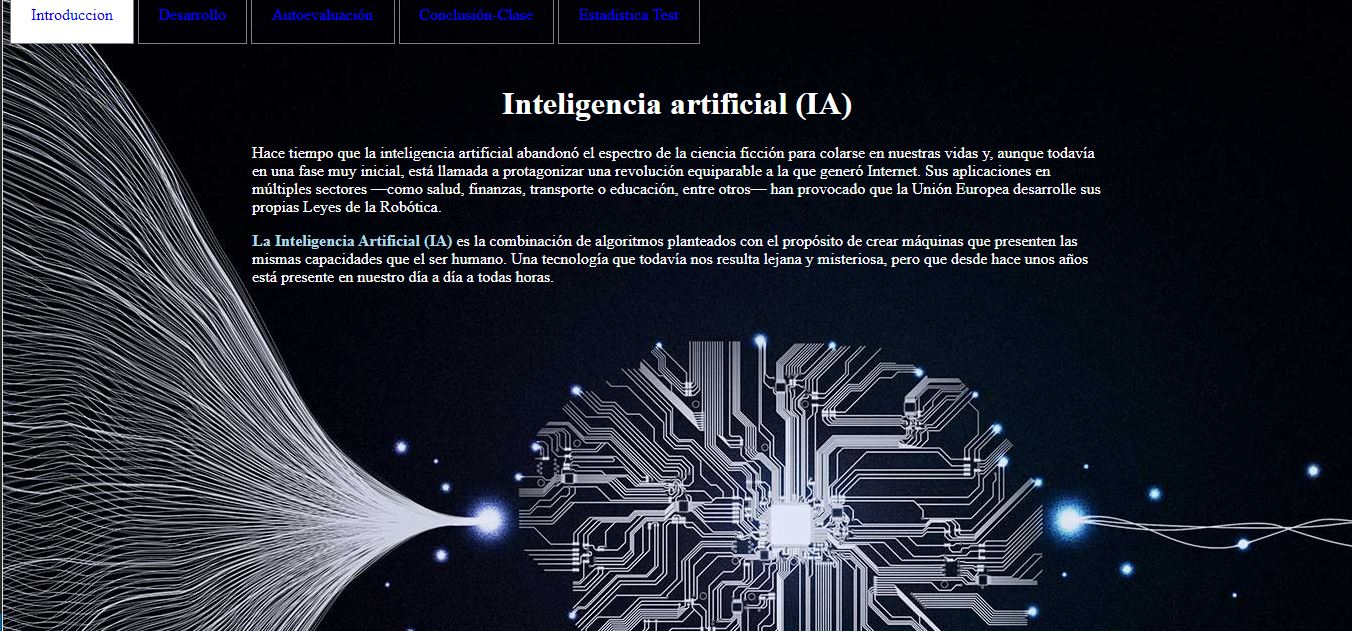 Introduccion Desarrollo Autoevaluación Conclusión-Clase Estadistica Test
Inteligencia artificial (IA)
Hace tiempo que la inteligencia artificial abandonó el espectro de la ciencia ficción para colarse en nuestras vidas y, aunque todavía
en una fase muy inicial, está llamada a protagonizar una revolución equiparable a la que generó Internet. Sus aplicaciones en
múltiples sectores —como salud, finanzas, transporte o educación, entre otros— han provocado que la Unión Europea desarrolle sus
propias Leyes de la Robótica.
La Inteligencia Artificial (IA) es la combinación de algoritmos planteados con el propósito de crear máquinas que presenten las
mismas capacidades que el ser humano. Una tecnología que todavía nos resulta lejana y misteriosa, pero que desde hace unos años
está presente en nuestro día a día a todas horas.